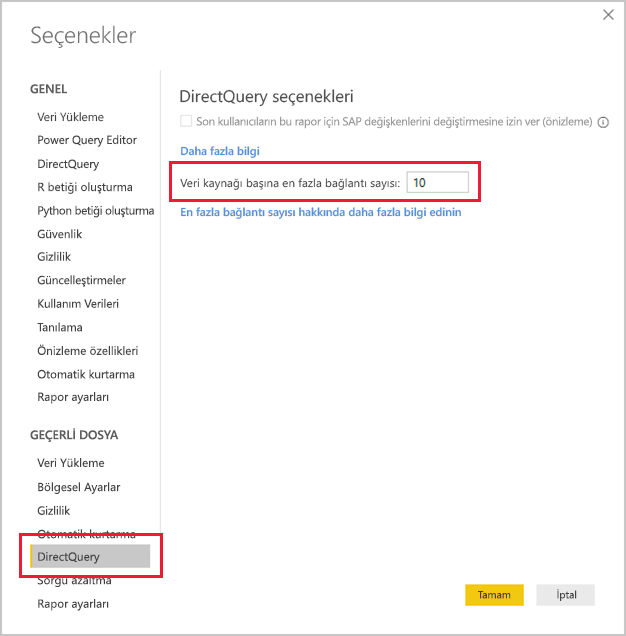 Seçenekler
GENEL
Veri Yükleme
Power Query Editor
DirectQuery
R betiği oluşturma
Python betiği oluşturma
Güvenlik
Gizlilik
Güncelleştirmeler
Kullanım Verileri
Tanılama
Önizleme özellikleri
Otomatik kurtarma
Rapor ayarları
GEÇERLİ DOSYA
Veri Yükleme
Bölgesel Ayarlar
Gizlilik
Otomatik kurtarma
DirectQuery
Sorgu azaltma
Rapor ayarları
DirectQuery seçenekleri
Son kullanıcıların bu rapor için SAP değişkenlerini değiştirmesine izin ver (önizleme)
Daha fazla bilgi
Veri kaynağı başına en fazla bağlantı sayısı: 10
En fazla bağlantı sayısı hakkında daha fazla bilgi edinin
Tamam İptal